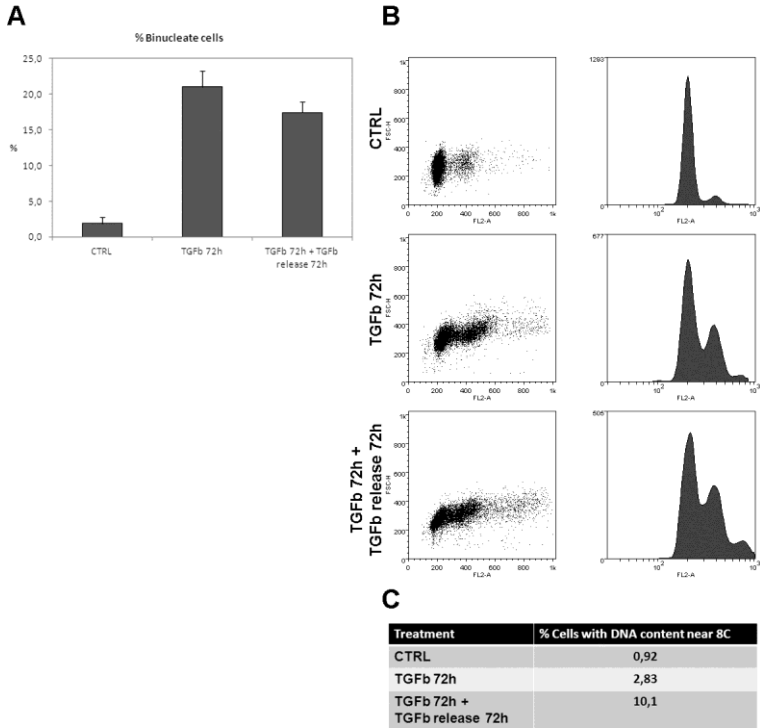 A
% Binucleate cells
25,0
20,0
15,0
10,0
5,0
0,0
%
CTRL
TGFb 72h
TGFb 72h + TGFb
release 72h
B
CTRL
FSC-H
1k
800
600
400
200
0
0 200 400 600 800 1k
FL2-A
1293
0
10² 10³
FL2-A
TGFb 72h
FSC-H
1k
800
600
400
200
0
0 200 400 600 800 1k
FL2-A
677
0
10² 10³
FL2-A
TGFb 72h +
TGFb release 72h
FSC-H
1k
800
600
400
200
0
0 200 400 600 800 1k
FL2-A
505
0
10² 10³
FL2-A
C
Treatment % Cells with DNA content near 8C
CTRL 0,92
TGFb 72h 2,83
TGFb 72h + 10,1
TGFb release 72h